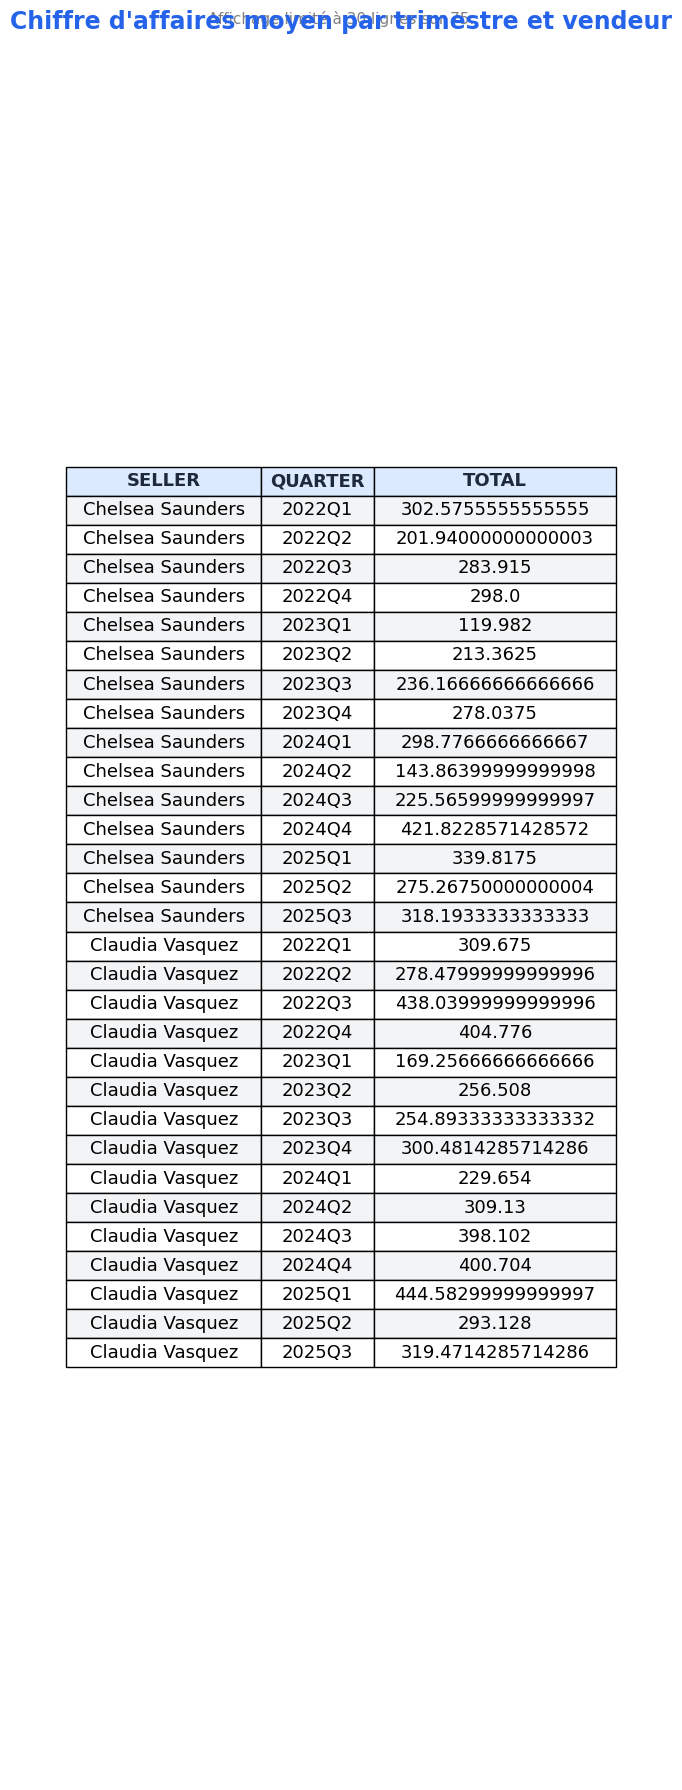 Chiffre d'affaires moyen par trimestre et vendeur
Affichage limité à 30 lignes sur 75
SELLER QUARTER TOTAL
Chelsea Saunders 2022Q1 302.5755555555555
Chelsea Saunders 2022Q2 201.94000000000003
Chelsea Saunders 2022Q3 283.915
Chelsea Saunders 2022Q4 298.0
Chelsea Saunders 2023Q1 119.982
Chelsea Saunders 2023Q2 213.3625
Chelsea Saunders 2023Q3 236.16666666666666
Chelsea Saunders 2023Q4 278.0375
Chelsea Saunders 2024Q1 298.7766666666667
Chelsea Saunders 2024Q2 143.86399999999998
Chelsea Saunders 2024Q3 225.56599999999997
Chelsea Saunders 2024Q4 421.8228571428572
Chelsea Saunders 2025Q1 339.8175
Chelsea Saunders 2025Q2 275.26750000000004
Chelsea Saunders 2025Q3 318.1933333333333
Claudia Vasquez 2022Q1 309.675
Claudia Vasquez 2022Q2 278.47999999999996
Claudia Vasquez 2022Q3 438.03999999999996
Claudia Vasquez 2022Q4 404.776
Claudia Vasquez 2023Q1 169.25666666666666
Claudia Vasquez 2023Q2 256.508
Claudia Vasquez 2023Q3 254.89333333333332
Claudia Vasquez 2023Q4 300.4814285714286
Claudia Vasquez 2024Q1 229.654
Claudia Vasquez 2024Q2 309.13
Claudia Vasquez 2024Q3 398.102
Claudia Vasquez 2024Q4 400.704
Claudia Vasquez 2025Q1 444.58299999999997
Claudia Vasquez 2025Q2 293.128
Claudia Vasquez 2025Q3 319.4714285714286